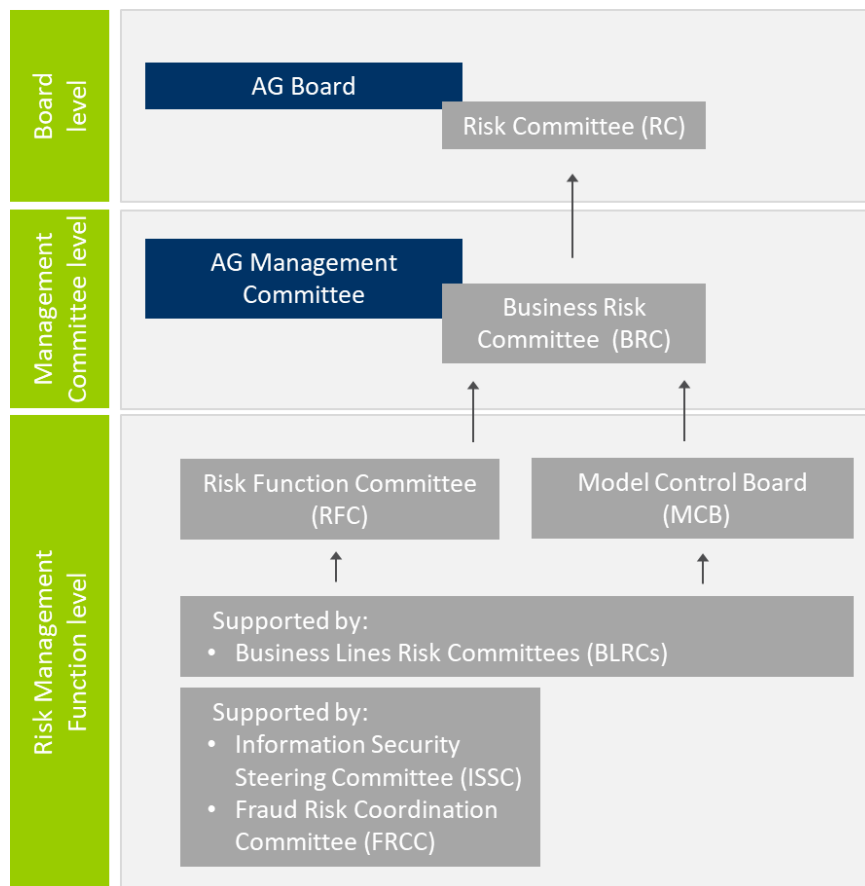 Board
level
AG Board
Risk Committee (RC)
Management
Committee level
AG Management
Committee
Business Risk
Committee (BRC)
Risk Management
Function level
Risk Function Committee
(RFC)
Model Control Board
(MCB)
Supported by:
• Business Lines Risk Committees (BLRCs)
Supported by:
• Information Security
Steering Committee (ISSC)
• Fraud Risk Coordination
Committee (FRCC)